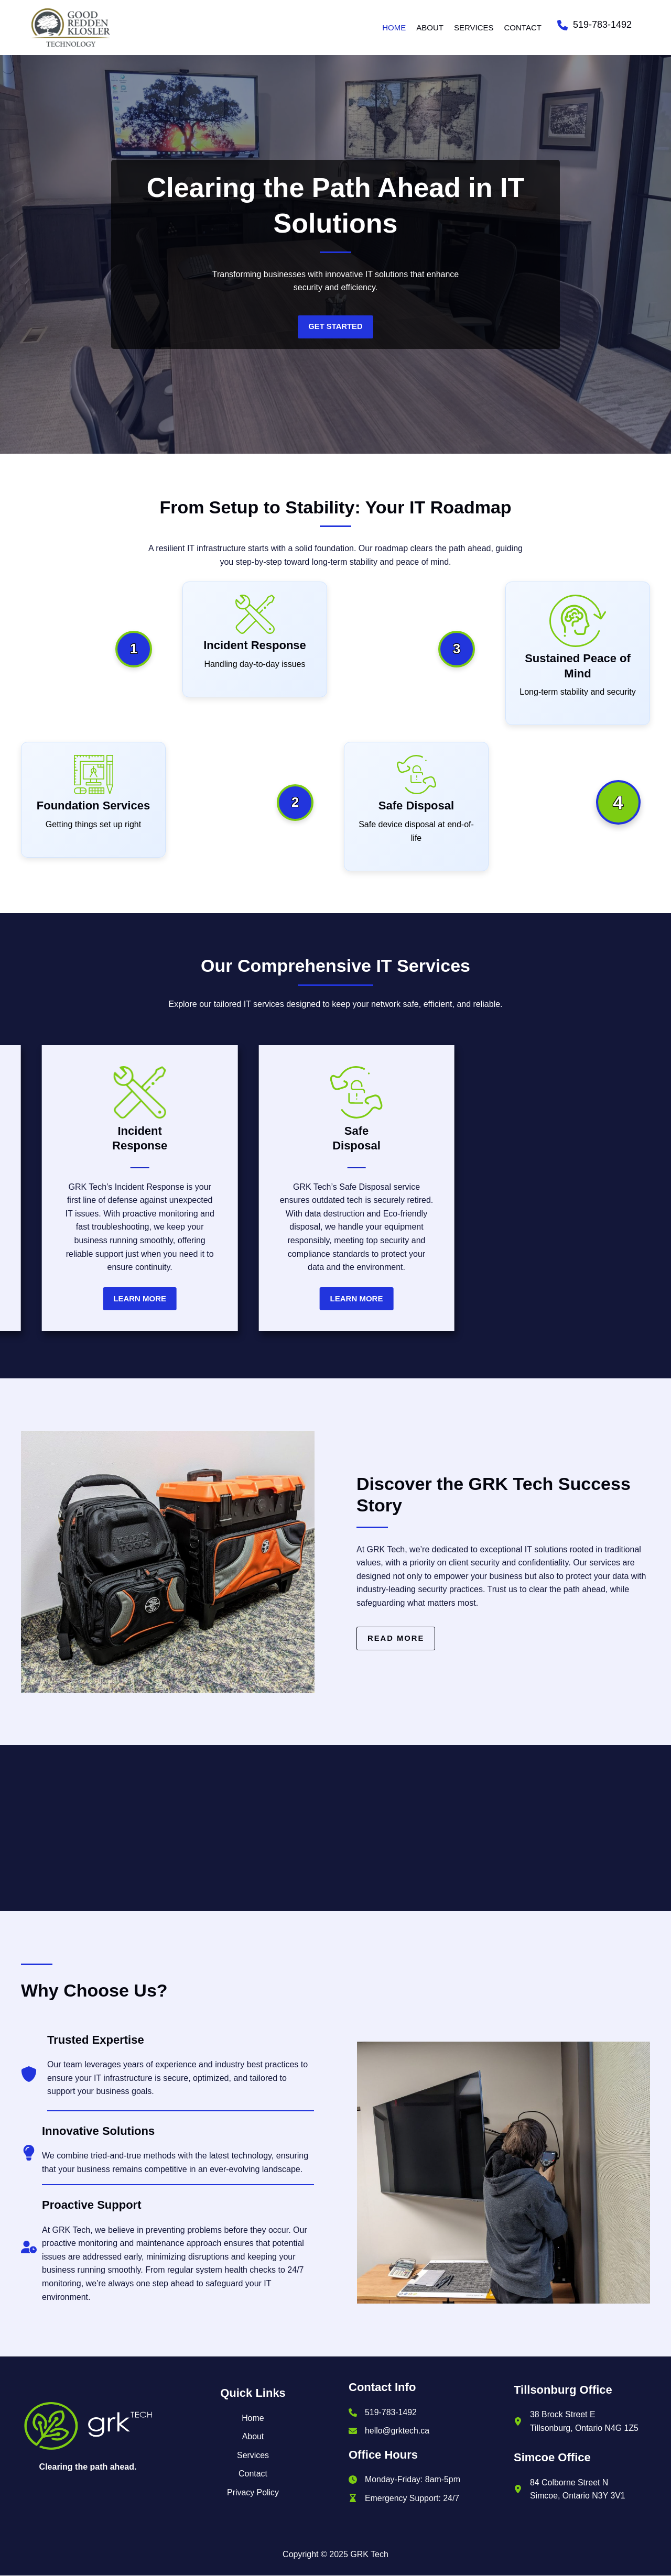 GOOD
REDDEN
KLOSLER
TECHNOLOGY
HOME ABOUT SERVICES CONTACT 519-783-1492
Clearing the Path Ahead in IT
Solutions
Transforming businesses with innovative IT solutions that enhance
security and efficiency.
GET STARTED
From Setup to Stability: Your IT Roadmap
A resilient IT infrastructure starts with a solid foundation. Our roadmap clears the path ahead, guiding
you step-by-step toward long-term stability and peace of mind.
1
Incident Response
Handling day-to-day issues
3
Sustained Peace of
Mind
Long-term stability and security
Foundation Services
Getting things set up right
2
Safe Disposal
Safe device disposal at end-of-
life
4
Our Comprehensive IT Services
Explore our tailored IT services designed to keep your network safe, efficient, and reliable.
Incident
Response
GRK Tech’s Incident Response is your
first line of defense against unexpected
IT issues. With proactive monitoring and
fast troubleshooting, we keep your
business running smoothly, offering
reliable support just when you need it to
ensure continuity.
LEARN MORE
Safe
Disposal
GRK Tech’s Safe Disposal service
ensures outdated tech is securely retired.
With data destruction and Eco-friendly
disposal, we handle your equipment
responsibly, meeting top security and
compliance standards to protect your
data and the environment.
LEARN MORE
KLEIN
TOOLS
Discover the GRK Tech Success
Story
At GRK Tech, we’re dedicated to exceptional IT solutions rooted in traditional
values, with a priority on client security and confidentiality. Our services are
designed not only to empower your business but also to protect your data with
industry-leading security practices. Trust us to clear the path ahead, while
safeguarding what matters most.
READ MORE
Why Choose Us?
Trusted Expertise
Our team leverages years of experience and industry best practices to
ensure your IT infrastructure is secure, optimized, and tailored to
support your business goals.
Innovative Solutions
We combine tried-and-true methods with the latest technology, ensuring
that your business remains competitive in an ever-evolving landscape.
Proactive Support
At GRK Tech, we believe in preventing problems before they occur. Our
proactive monitoring and maintenance approach ensures that potential
issues are addressed early, minimizing disruptions and keeping your
business running smoothly. From regular system health checks to 24/7
monitoring, we’re always one step ahead to safeguard your IT
environment.
grk TECH
Clearing the path ahead.
Quick Links
Home
About
Services
Contact
Privacy Policy
Contact Info
519-783-1492
hello@grktech.ca
Office Hours
Monday-Friday: 8am-5pm
Emergency Support: 24/7
Tillsonburg Office
38 Brock Street E
Tillsonburg, Ontario N4G 1Z5
Simcoe Office
84 Colborne Street N
Simcoe, Ontario N3Y 3V1
Copyright © 2025 GRK Tech